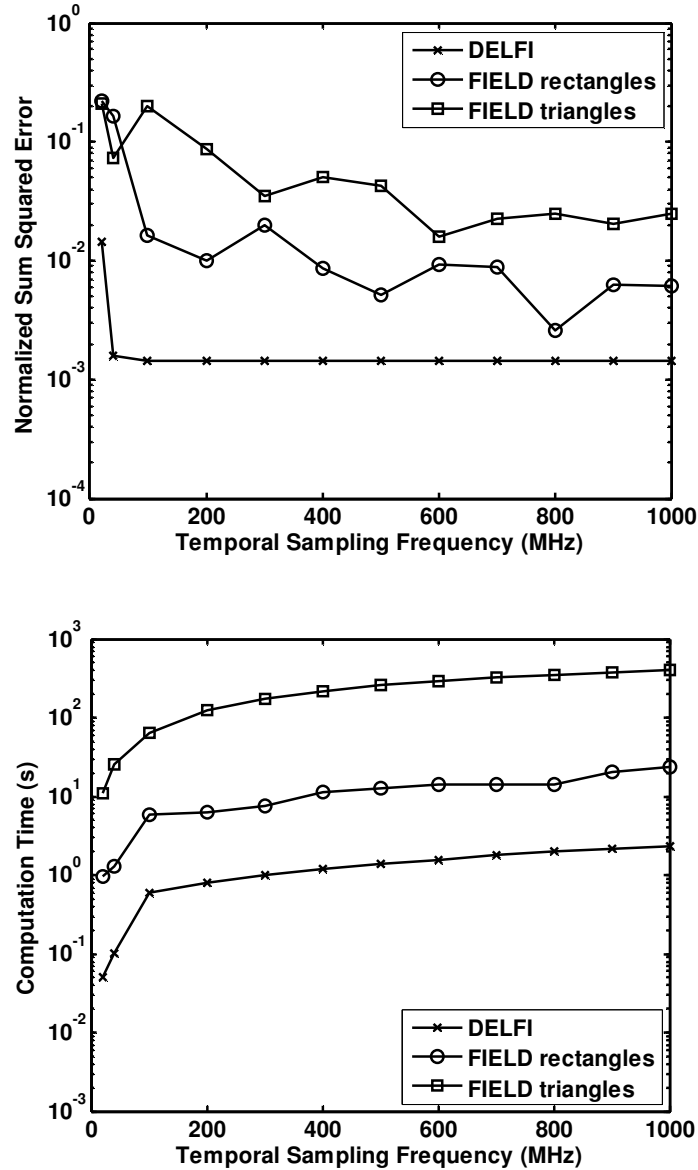 10^0
10^-1
10^-2
10^-3
10^-4
Normalized Sum Squared Error
DELFI
FIELD rectangles
FIELD triangles
0 200 400 600 800 1000
Temporal Sampling Frequency (MHz)
10^3
10^2
10^1
10^0
10^-1
10^-2
10^-3
Computation Time (s)
DELFI
FIELD rectangles
FIELD triangles
0 200 400 600 800 1000
Temporal Sampling Frequency (MHz)